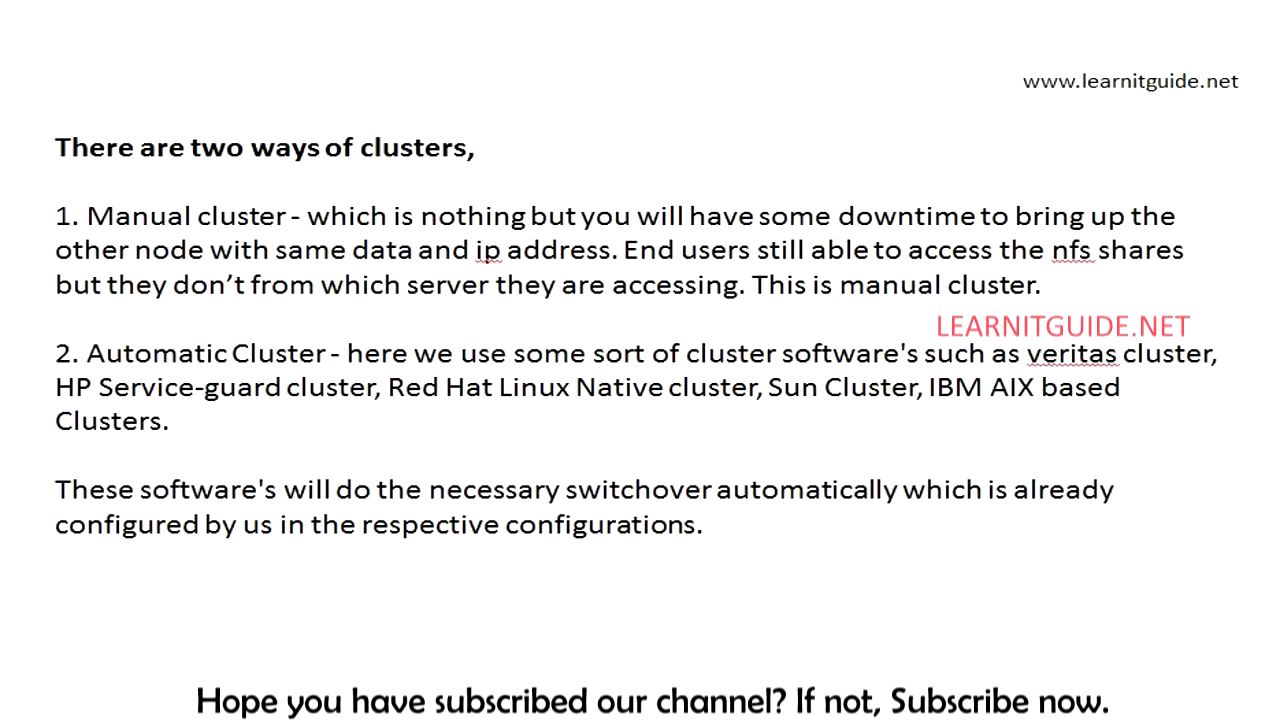 www.learnitguide.net
There are two ways of clusters,
1. Manual cluster - which is nothing but you will have some downtime to bring up the
other node with same data and ip address. End users still able to access the nfs shares
but they don’t from which server they are accessing. This is manual cluster.
LEARNITGUIDE.NET
2. Automatic Cluster - here we use some sort of cluster software's such as veritas cluster,
HP Service-guard cluster, Red Hat Linux Native cluster, Sun Cluster, IBM AIX based
Clusters.
These software's will do the necessary switchover automatically which is already
configured by us in the respective configurations.
Hope you have subscribed our channel? If not, Subscribe now.